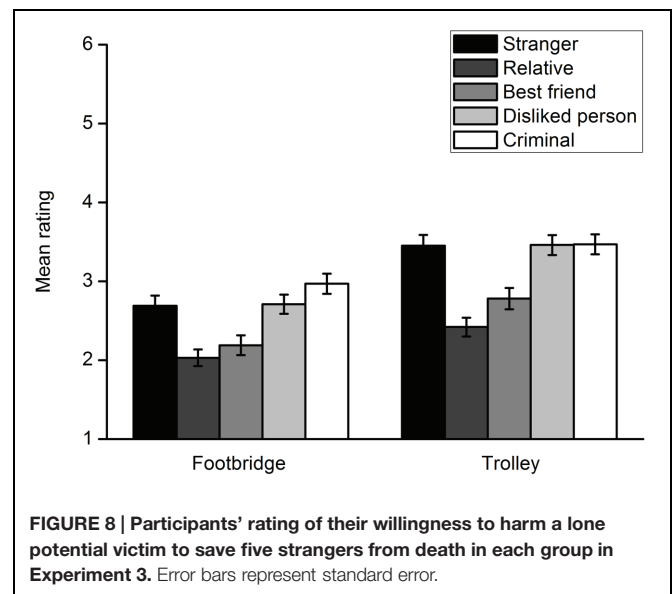 6
5
4
3
2
1
Mean rating
Stranger
Relative
Best friend
Disliked person
Criminal
Footbridge
Trolley
FIGURE 8 | Participants’ rating of their willingness to harm a lone
potential victim to save five strangers from death in each group in
Experiment 3. Error bars represent standard error.